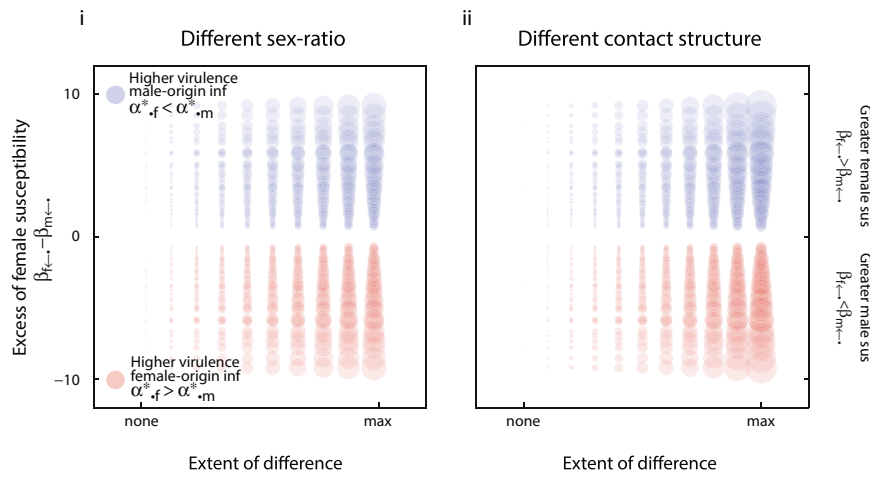 i
Different sex-ratio
Higher virulence
male-origin inf
α*•f < α*•m
10
0
−10
Excess of female susceptibility
βf←•−βm←•
Higher virulence
female-origin inf
α*•f > α*•m
none
max
Extent of difference
ii
Different contact structure
none
max
Extent of difference
Greater female sus
βf←•>βm←•
Greater male sus
βf←•<βm←•